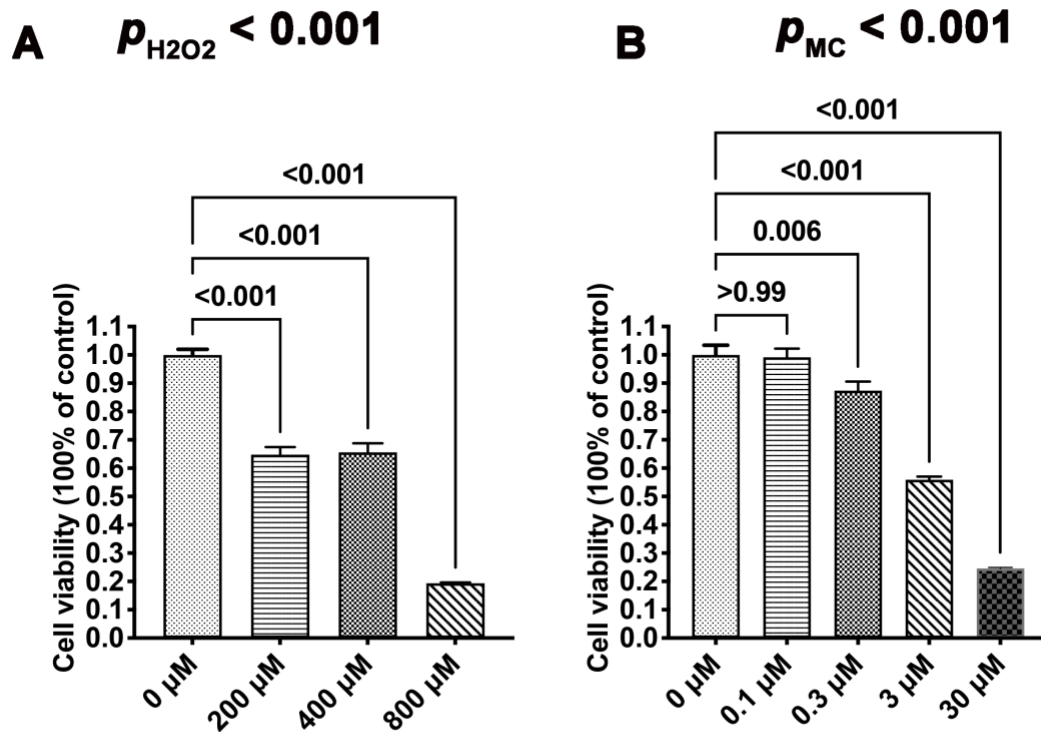 A
pH2O2 < 0.001
<0.001
<0.001
<0.001
Cell viability (100% of control)
1.1
1.0
0.9
0.8
0.7
0.6
0.5
0.4
0.3
0.2
0.1
0.0
0 µM
200 µM
400 µM
800 µM
B
pMC < 0.001
<0.001
<0.001
0.006
>0.99
Cell viability (100% of control)
1.1
1.0
0.9
0.8
0.7
0.6
0.5
0.4
0.3
0.2
0.1
0.0
0 µM
0.1 µM
0.3 µM
3 µM
30 µM